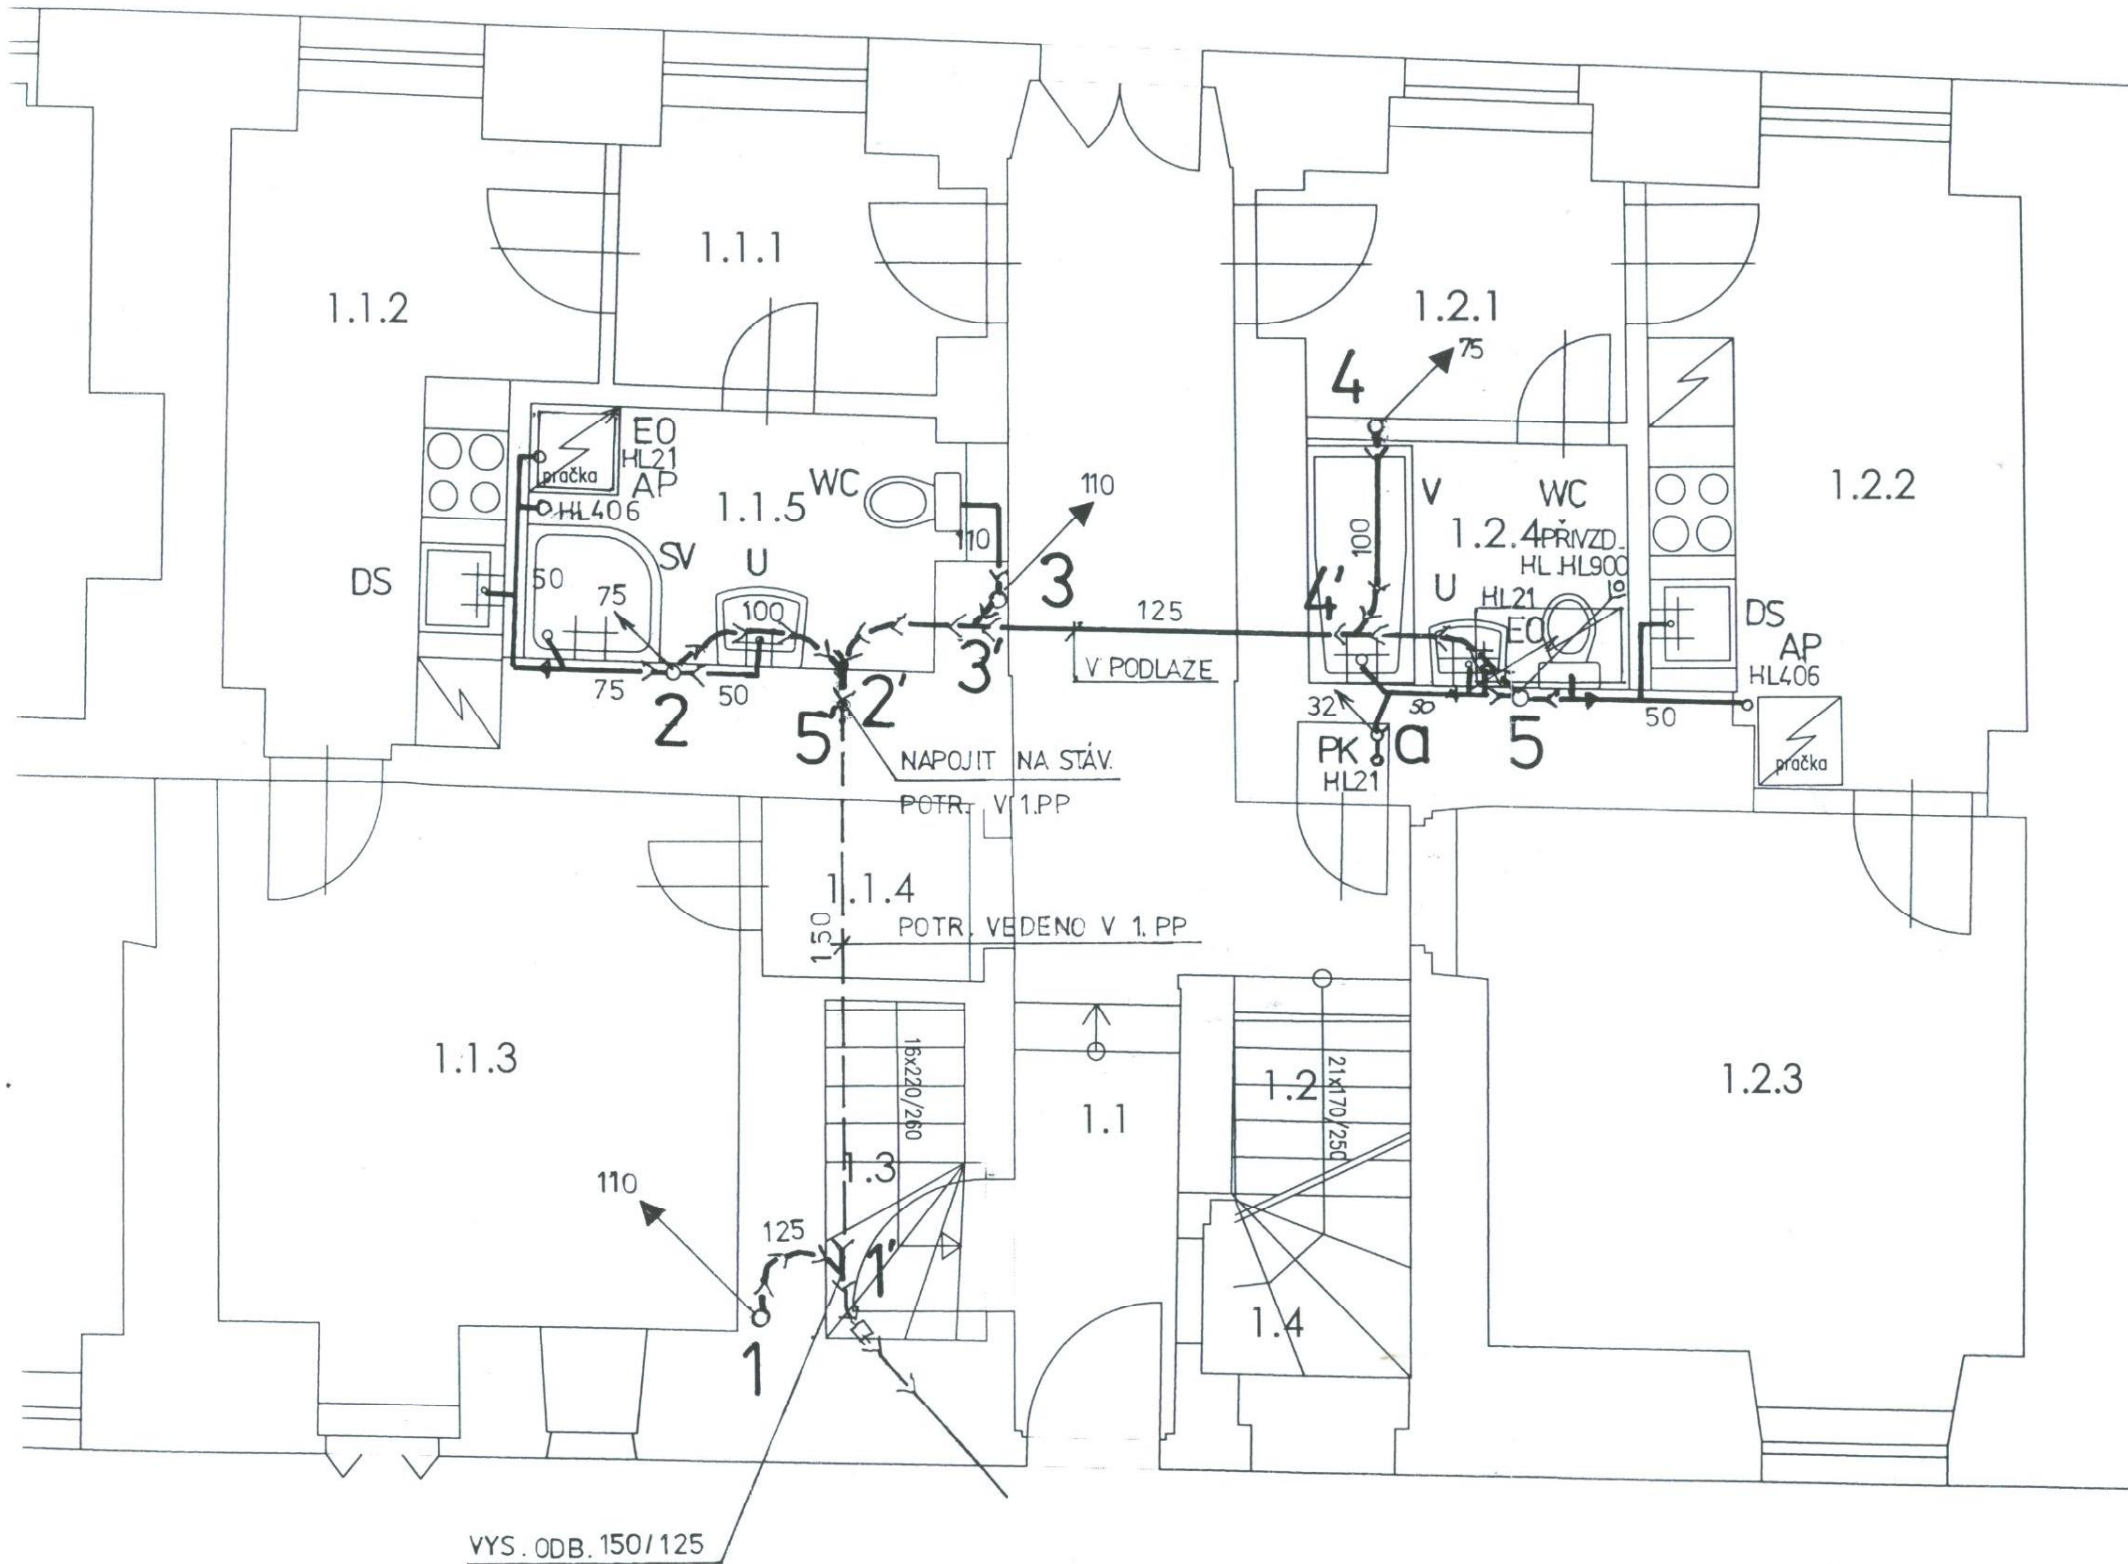 1.1.1
1.1.2
1.2.1
4
75
EO
HL21
pračka
AP
HL406
1.1.5
WC
110
110
V
WC
1.2.2
1.2.4
PŘIVZD.
HL.HL900
100
SV
U
DS
50
75
100
3
125
4'
U
HL21
EO
DS
AP
HL406
75
2
50
2'
3'
V PODLAZE
5
32
50
a
5
50
PK
HL21
pračka
NAPOJIT NA STÁV.
POTR. V 1.PP
1.1.4
150
POTR. VEDENO V 1. PP
1.1.3
16x220/260
1.3
1.1
1.2
21x170/250
1.2.3
110
125
1'
1
1.4
VYS. ODB. 150/125